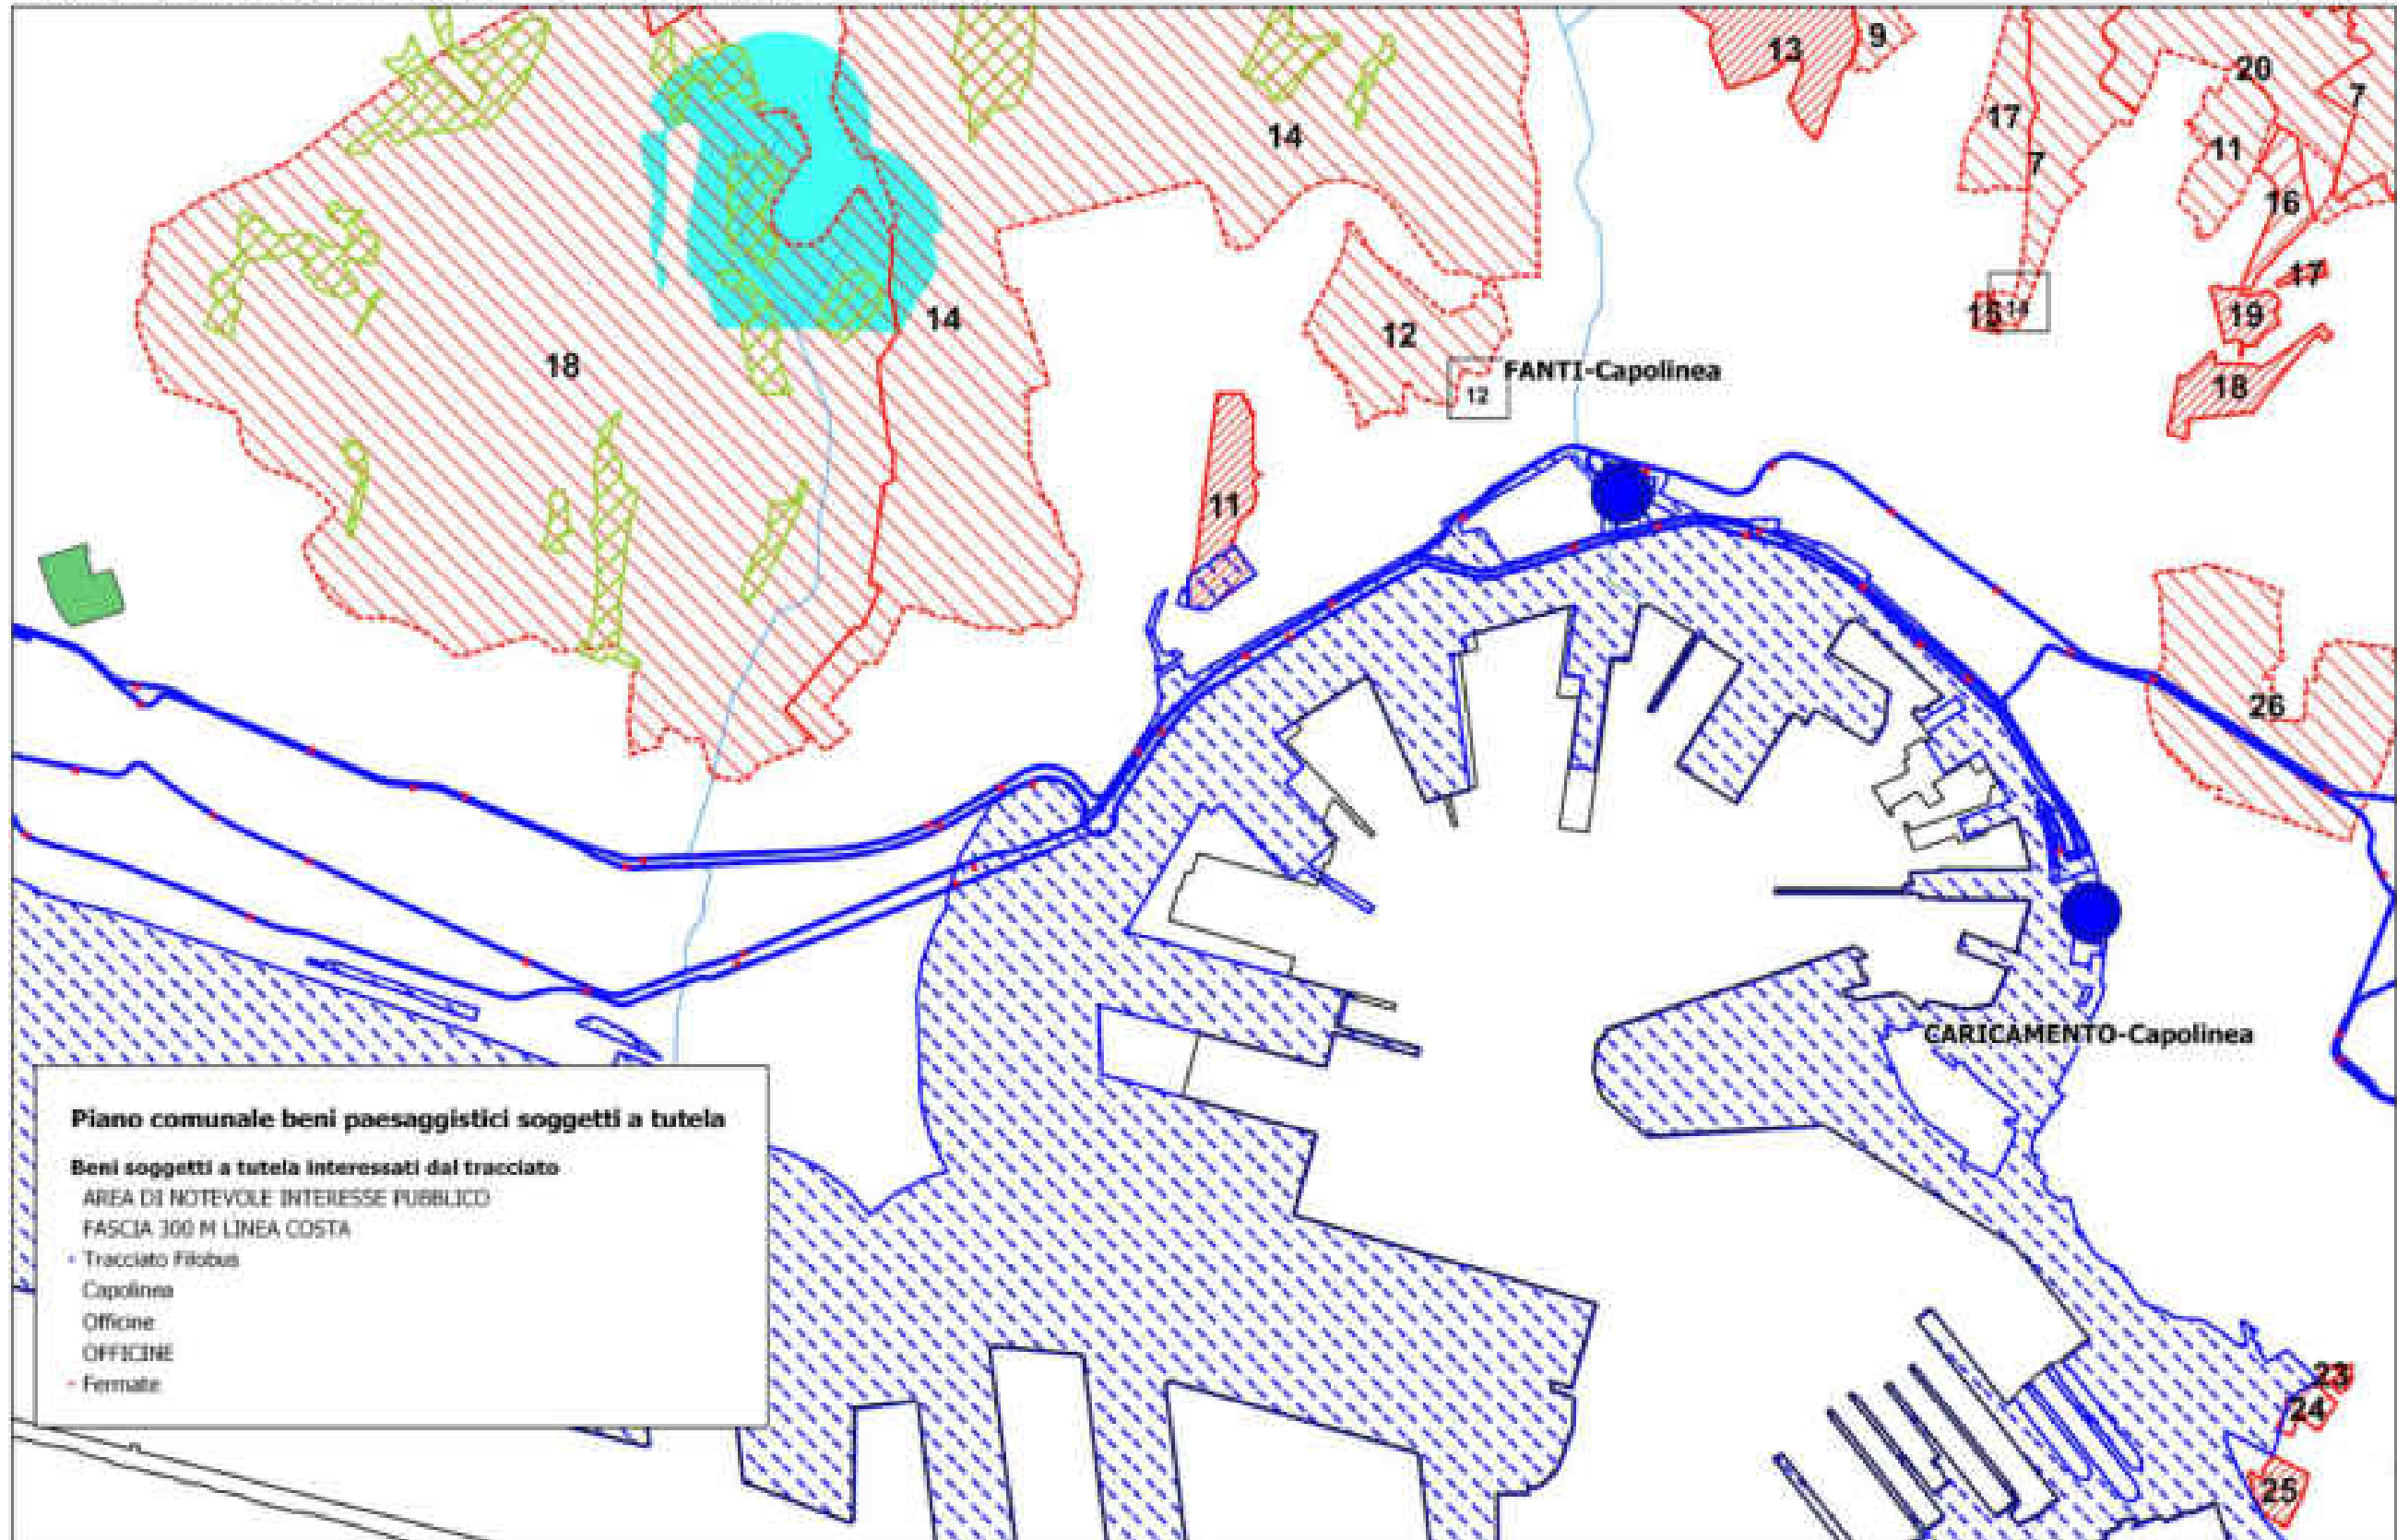 13
9
20
7
17
14
11
7
16
17
15
14
19
14
12
18
18
FANTI-Capolinea
12
11
26
CARICAMENTO-Capolinea
Piano comunale beni paesaggistici soggetti a tutela
Beni soggetti a tutela interessati dal tracciato
AREA DI NOTEVOLE INTERESSE PUBBLICO
FASCIA 300 M LINEA COSTA
Tracciato Filobus
Capolinea
Officine
OFFICINE
Fermate
23
24
25